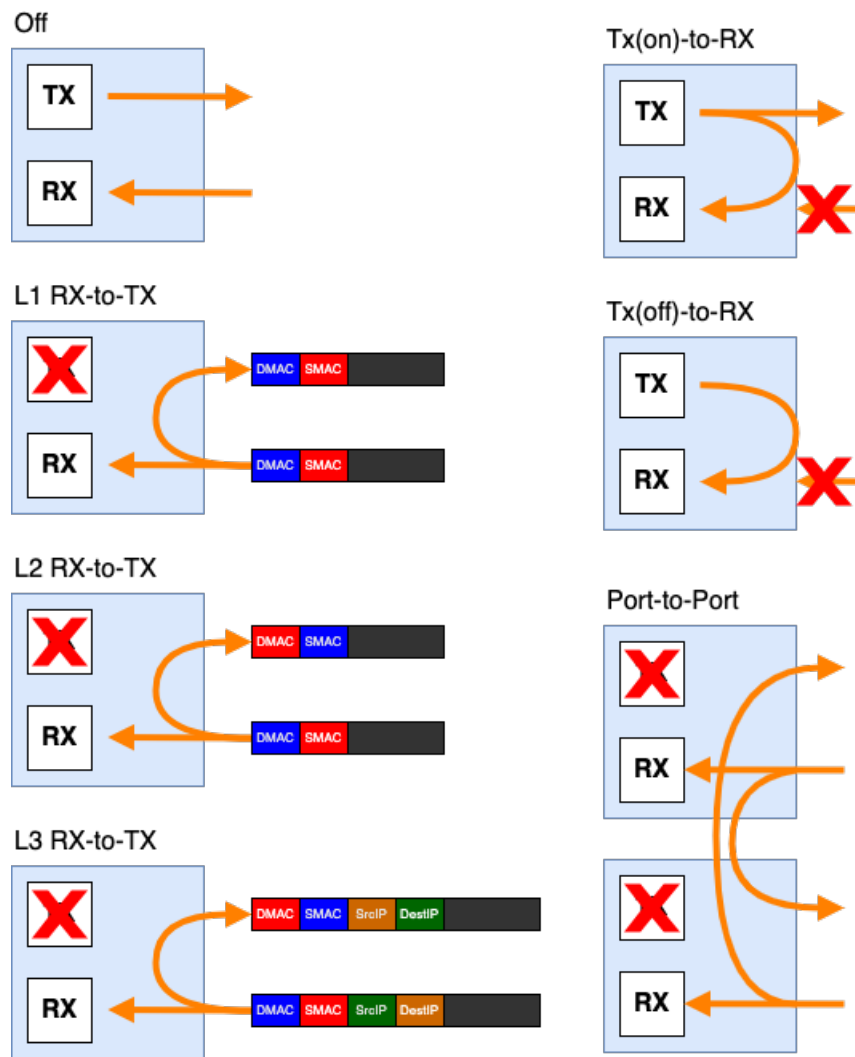 Off
TX
RX
L1 RX-to-TX
DMAC SMAC
RX
DMAC SMAC
L2 RX-to-TX
DMAC SMAC
RX
DMAC SMAC
L3 RX-to-TX
DMAC SMAC SrcIP DestIP
RX
DMAC SMAC SrcIP DestIP
Tx(on)-to-RX
TX
RX
Tx(off)-to-RX
TX
RX
Port-to-Port
RX
RX